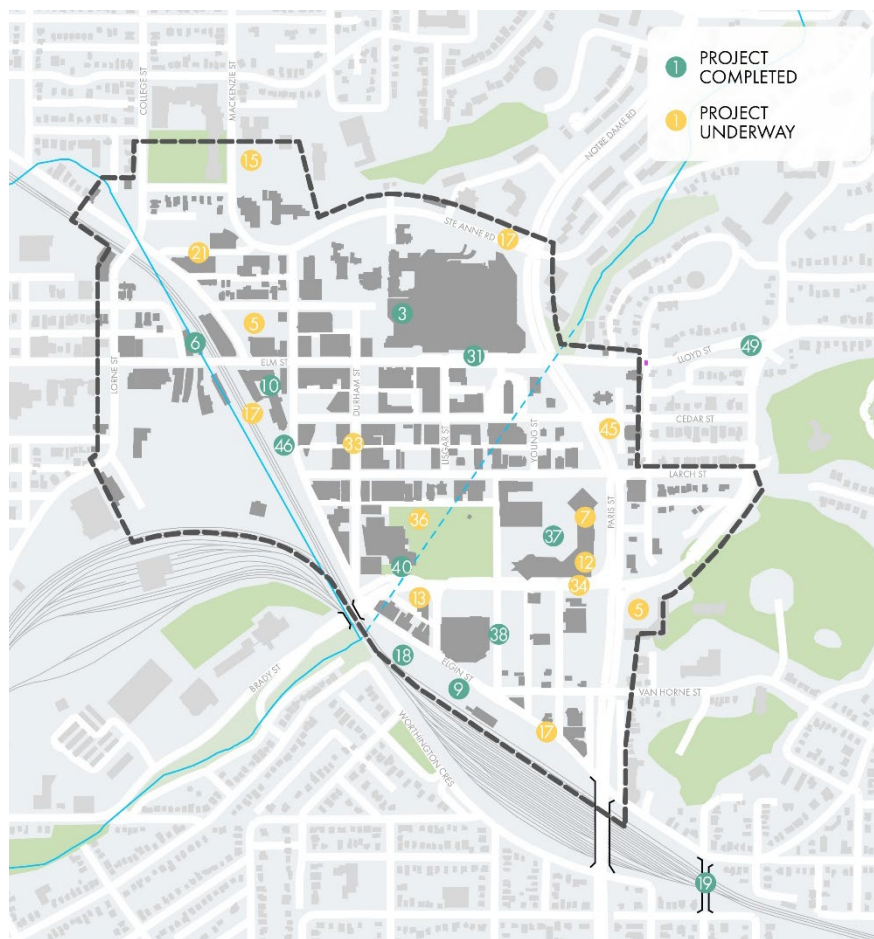 1 PROJECT
COMPLETED
1 PROJECT
UNDERWAY
COLLEGE ST
MACKENZIE ST
NOTRE DAME RD
15
STE ANNE RD
17
21
3
5
6
31
49
LLOYD ST
ELM ST
LORNE ST
10
DURHAM ST
17
CEDAR ST
45
33
46
LISGAR ST
YOUNG ST
LARCH ST
PARIS ST
36
7
37
40
12
34
13
5
38
18
ELGIN ST
9
BRADY ST
VAN HORNE ST
17
WORTHINGTON CRES
19